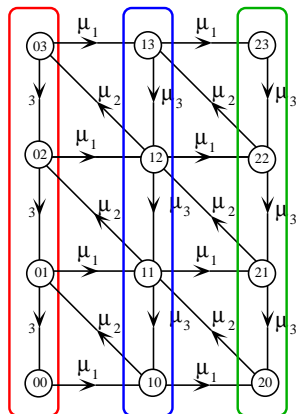 μ₁ μ₁
03 13 23
3 μ₂ μ₃ μ₂ μ₃
μ₁ μ₁
02 12 22
3 μ₂ μ₃ μ₂ μ₃
μ₁ μ₁
01 11 21
3 μ₂ μ₃ μ₂ μ₃
μ₁ μ₁
00 10 20